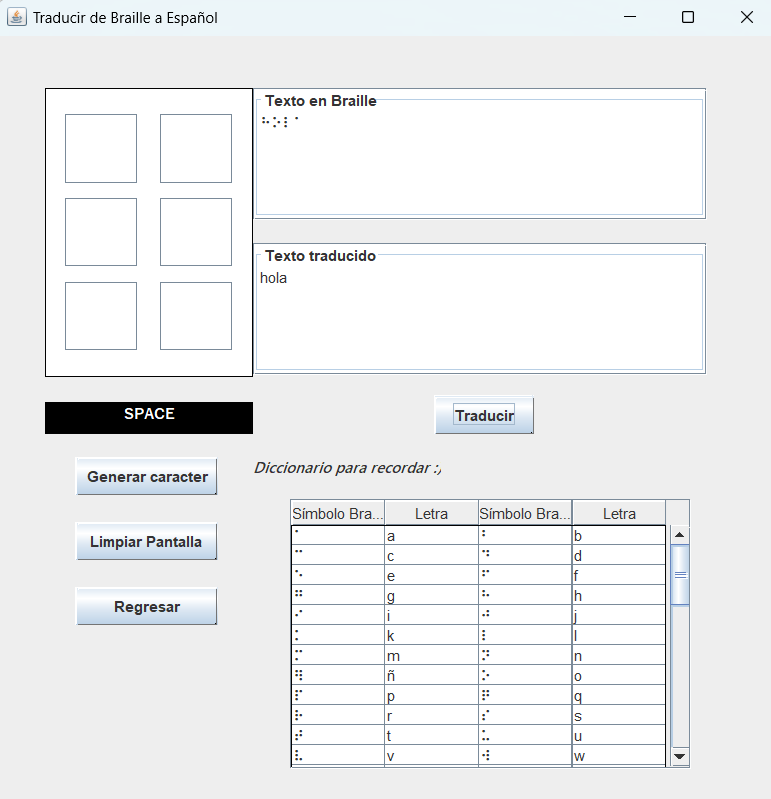 Traducir de Braille a Español
Texto en Braille
⠓⠕⠇⠁
Texto traducido
hola
SPACE
Traducir
Generar caracter
Limpiar Pantalla
Regresar
Diccionario para recordar :,
Símbolo Bra... Letra Símbolo Bra... Letra
⠁ a ⠃ b
⠉ c ⠙ d
⠑ e ⠋ f
⠛ g ⠓ h
⠊ i ⠚ j
⠅ k ⠇ l
⠍ m ⠝ n
⠻ ñ ⠕ o
⠏ p ⠟ q
⠗ r ⠎ s
⠞ t ⠥ u
⠧ v ⠺ w